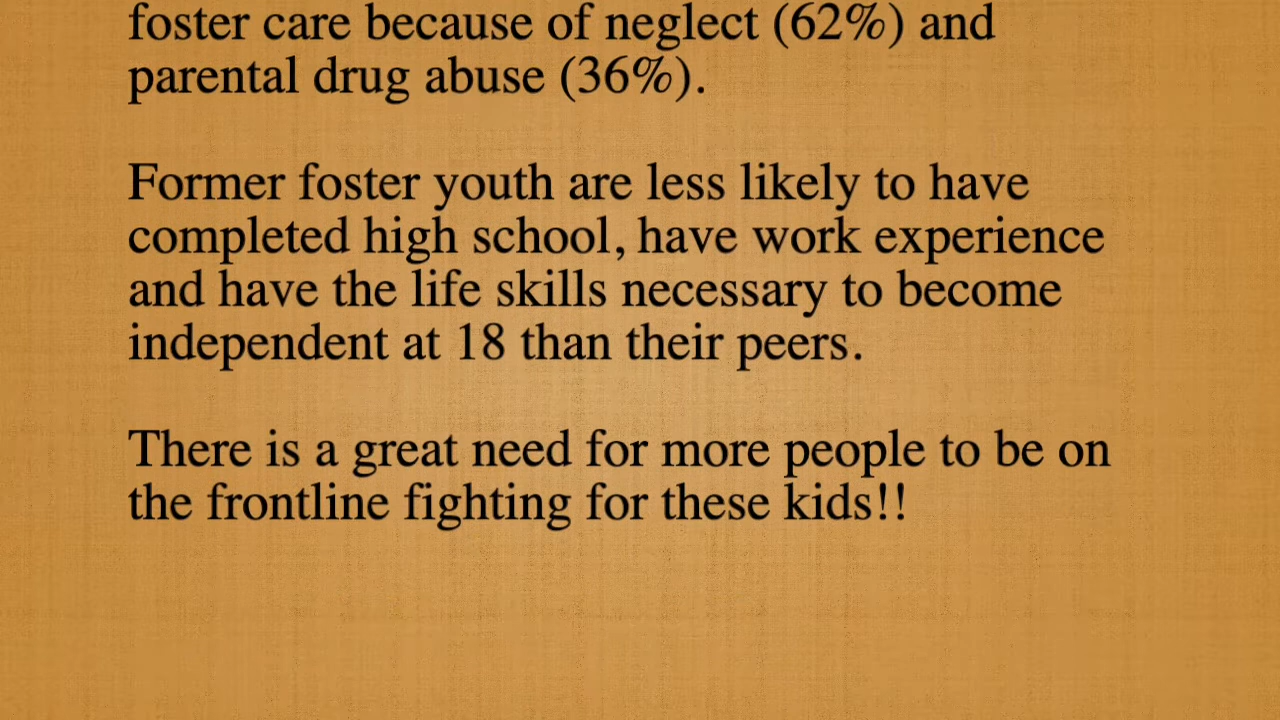 foster care because of neglect (62%) and
parental drug abuse (36%).
Former foster youth are less likely to have
completed high school, have work experience
and have the life skills necessary to become
independent at 18 than their peers.
There is a great need for more people to be on
the frontline fighting for these kids!!